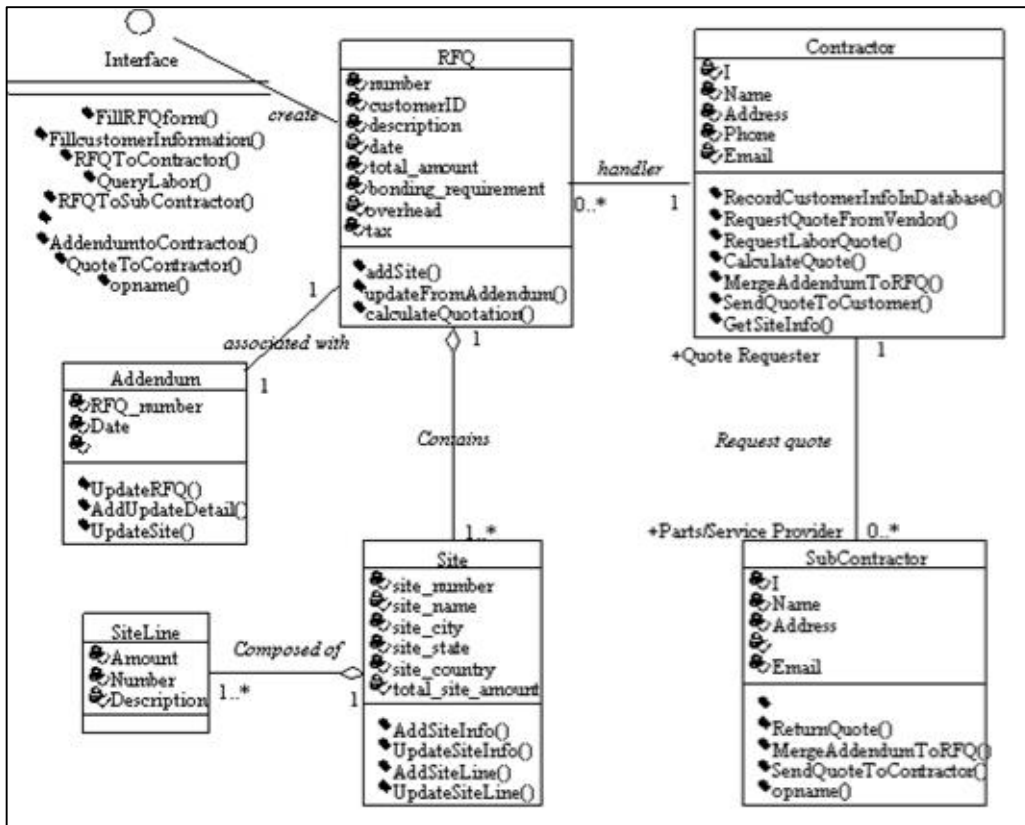 Interface
FillRFQform()
FillcustomerInformation()
RFQToContractor()
QueryLabor()
RFQToSubContractor()
AddendumtoContractor()
QuoteToContractor()
opname()
create
RFQ
number
customerID
description
date
total_amount
bonding_requirement
overhead
tax
addSite()
updateFromAddendum()
calculateQuotation()
handler
0..*
1
Contractor
I
Name
Address
Phone
Email
RecordCustomerInfoInDatabase()
RequestQuoteFromVendor()
RequestLaborQuote()
CalculateQuote()
MergeAddendumToRFQ()
SendQuoteToCustomer()
GetSiteInfo()
1
associated with
1
Addendum
RFQ_number
Date
UpdateRFQ()
AddUpdateDetail()
UpdateSite()
1
Contains
1..*
+Quote Requester
1
Request quote
+Parts/Service Provider
0..*
Site
site_number
site_name
site_city
site_state
site_country
total_site_amount
AddSiteInfo()
UpdateSiteInfo()
AddSiteLine()
UpdateSiteLine()
SiteLine
Amount
Number
Description
Composed of
1..*
1
SubContractor
I
Name
Address
Email
ReturnQuote()
MergeAddendumToRFQ()
SendQuoteToContractor()
opname()